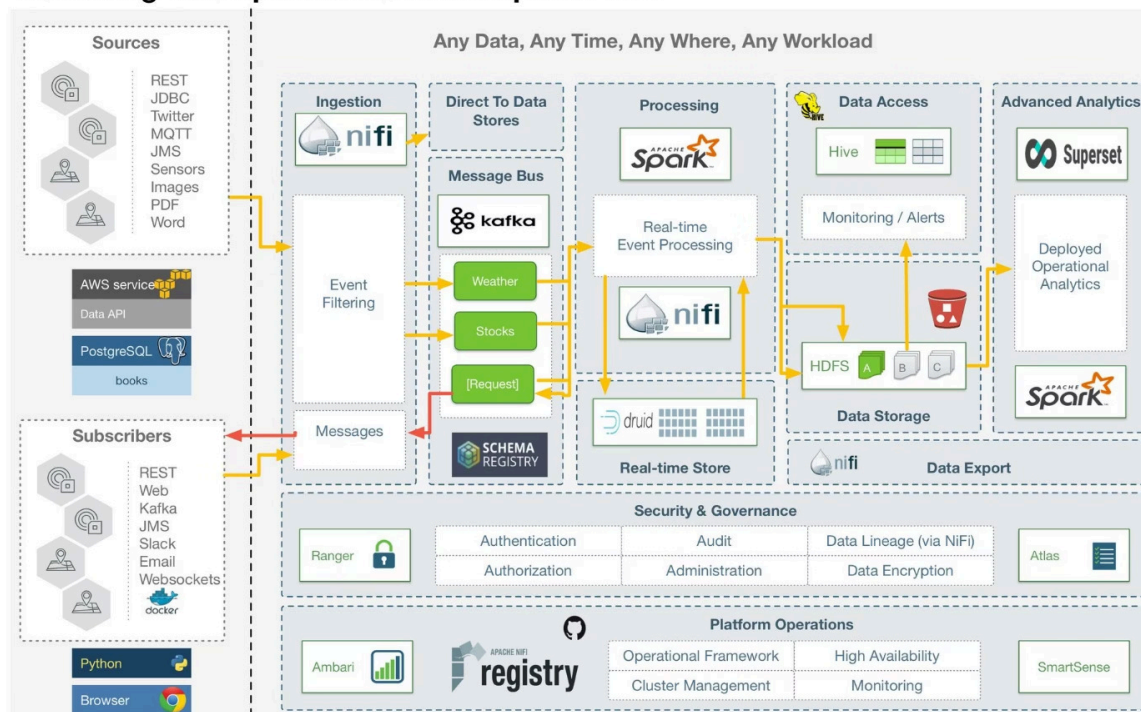 Any Data, Any Time, Any Where, Any Workload
Sources
REST
JDBC
Twitter
MQTT
JMS
Sensors
Images
PDF
Word
AWS service
Data API
PostgreSQL
books
Subscribers
REST
Web
Kafka
JMS
Slack
Email
Websockets
docker
Python
Browser
Ingestion
nifi
Event
Filtering
Messages
Direct To Data
Stores
Message Bus
kafka
Weather
Stocks
[Request]
SCHEMA
REGISTRY
Processing
APACHE
Spark
Real-time
Event Processing
nifi
druid
Real-time Store
HIVE
Data Access
Hive
Monitoring / Alerts
HDFS
A
B
C
Data Storage
nifi
Data Export
Advanced Analytics
Superset
Deployed
Operational
Analytics
APACHE
Spark
Security & Governance
Ranger
Authentication
Audit
Data Lineage (via NiFi)
Authorization
Administration
Data Encryption
Atlas
Platform Operations
Ambari
APACHE NIFI
registry
Operational Framework
High Availability
Cluster Management
Monitoring
SmartSense